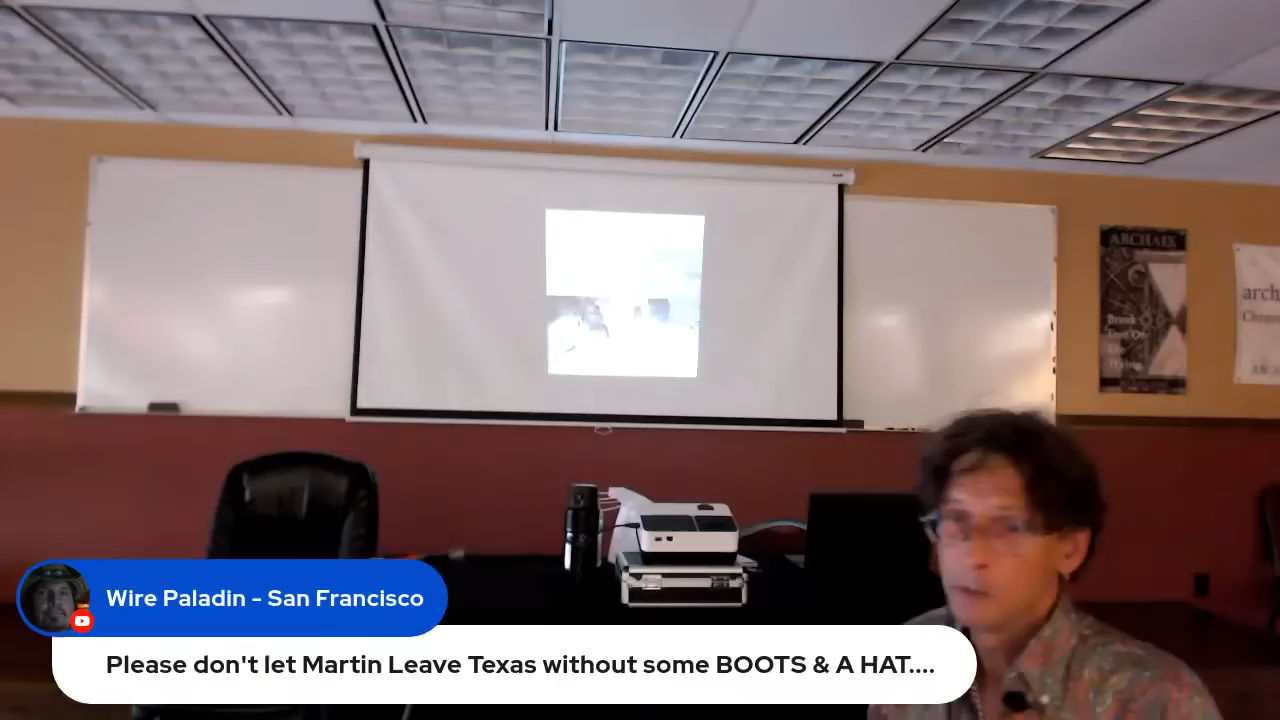 ARCHAIX
arch
Wire Paladin - San Francisco
Please don't let Martin Leave Texas without some BOOTS & A HAT....